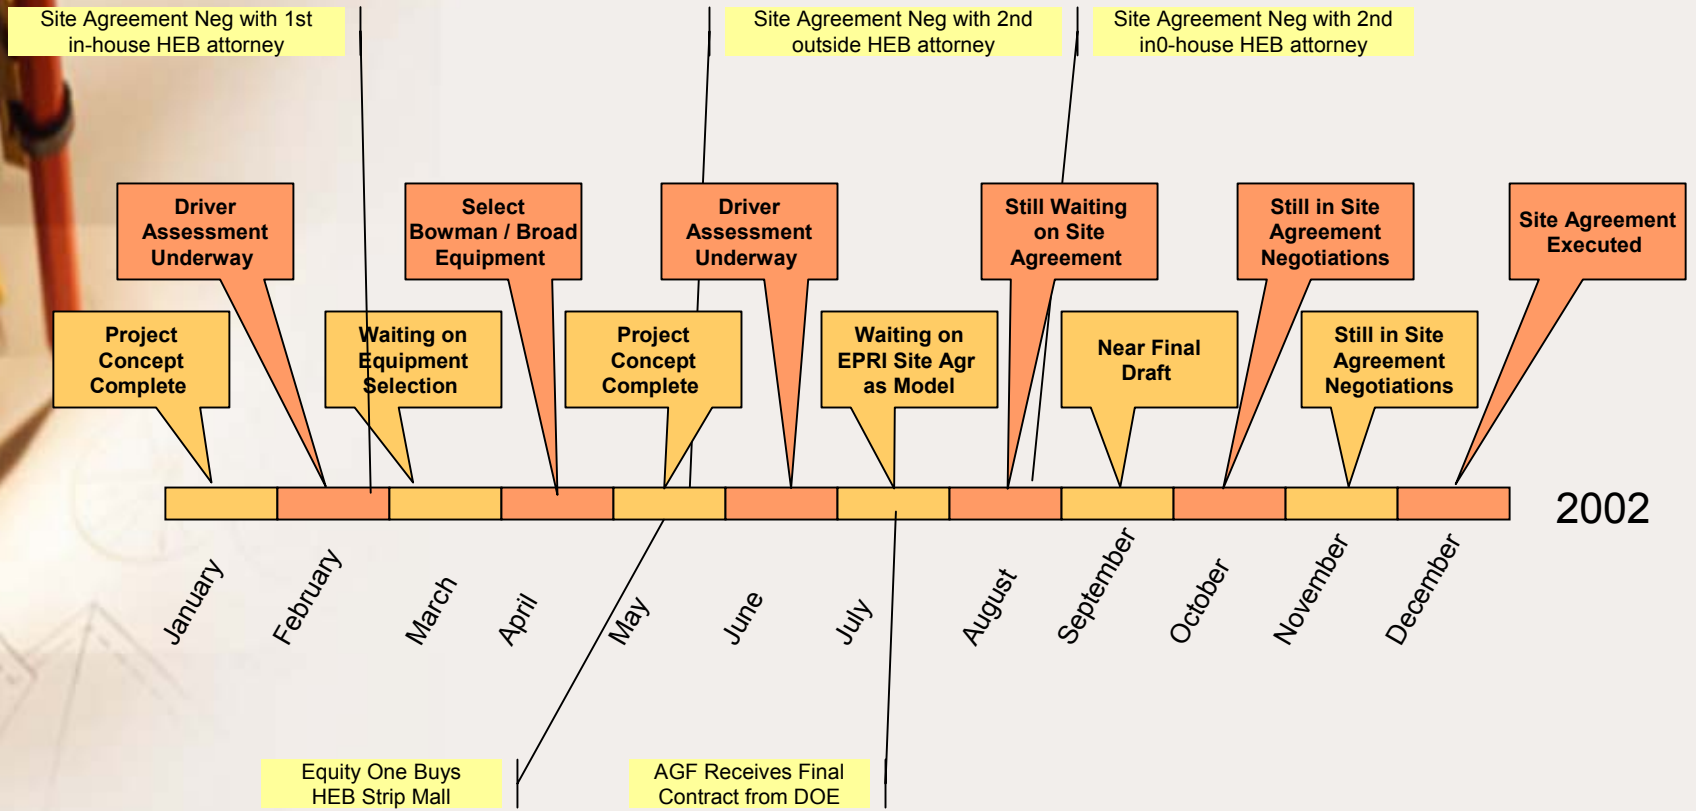 Site Agreement Neg with 1st
in-house HEB attorney
Site Agreement Neg with 2nd
outside HEB attorney
Site Agreement Neg with 2nd
in0-house HEB attorney
Driver
Assessment
Underway
Select
Bowman / Broad
Equipment
Driver
Assessment
Underway
Still Waiting
on Site
Agreement
Still in Site
Agreement
Negotiations
Site Agreement
Executed
Project
Concept
Complete
Waiting on
Equipment
Selection
Project
Concept
Complete
Waiting on
EPRI Site Agr
as Model
Near Final
Draft
Still in Site
Agreement
Negotiations
2002
January
February
March
April
May
June
July
August
September
October
November
December
Equity One Buys
HEB Strip Mall
AGF Receives Final
Contract from DOE